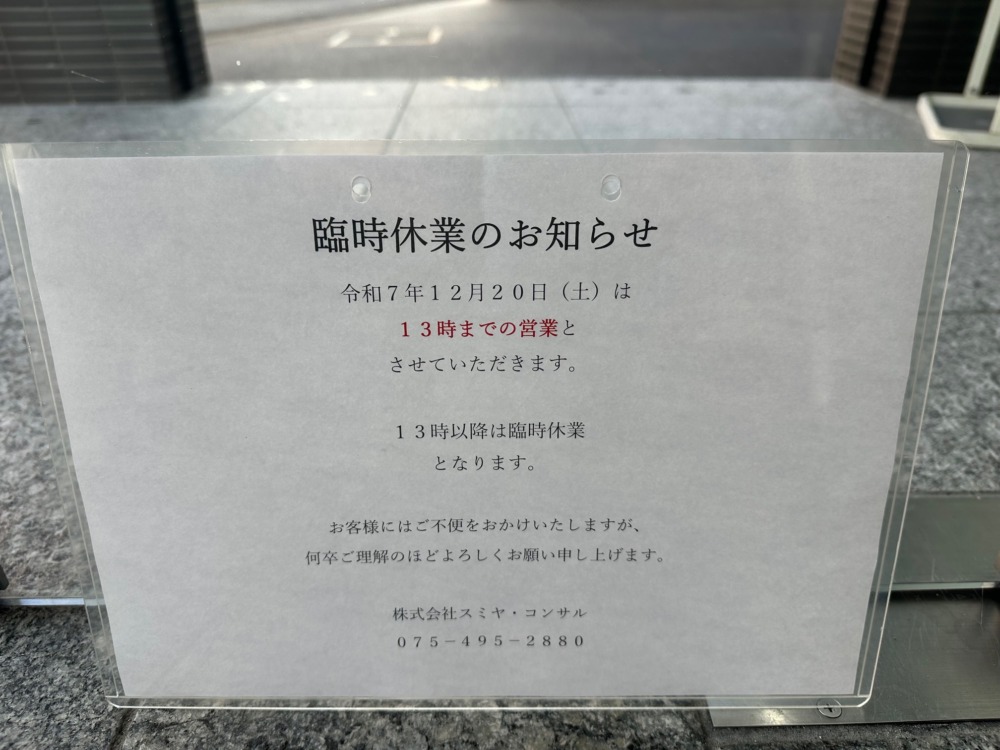 臨時休業のお知らせ
令和７年１２月２０日（土）は
１３時までの営業と
させていただきます。
１３時以降は臨時休業
となります。
お客様にはご不便をおかけいたしますが、
何卒ご理解のほどよろしくお願い申し上げます。
株式会社スミヤ・コンサル
０７５－４９５－２８８０